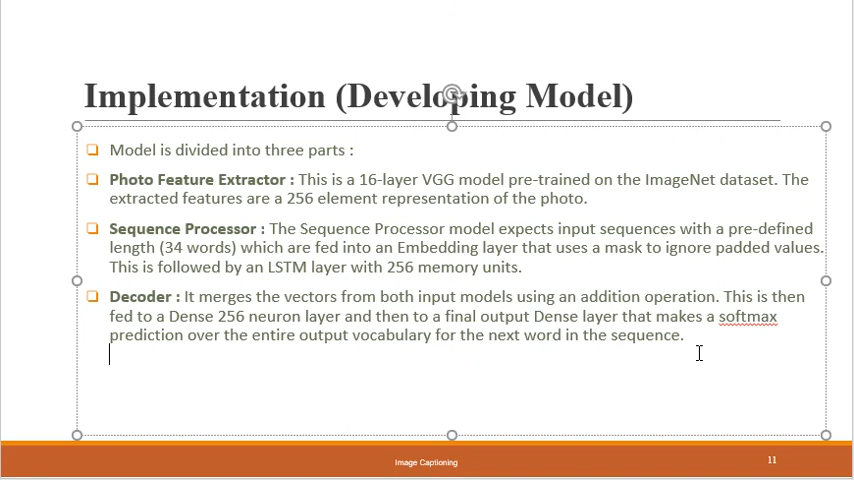 Implementation (Developing Model)
Model is divided into three parts :
Photo Feature Extractor : This is a 16-layer VGG model pre-trained on the ImageNet dataset. The
extracted features are a 256 element representation of the photo.
Sequence Processor : The Sequence Processor model expects input sequences with a pre-defined
length (34 words) which are fed into an Embedding layer that uses a mask to ignore padded values.
This is followed by an LSTM layer with 256 memory units.
Decoder : It merges the vectors from both input models using an addition operation. This is then
fed to a Dense 256 neuron layer and then to a final output Dense layer that makes a softmax
prediction over the entire output vocabulary for the next word in the sequence.
Image Captioning
11